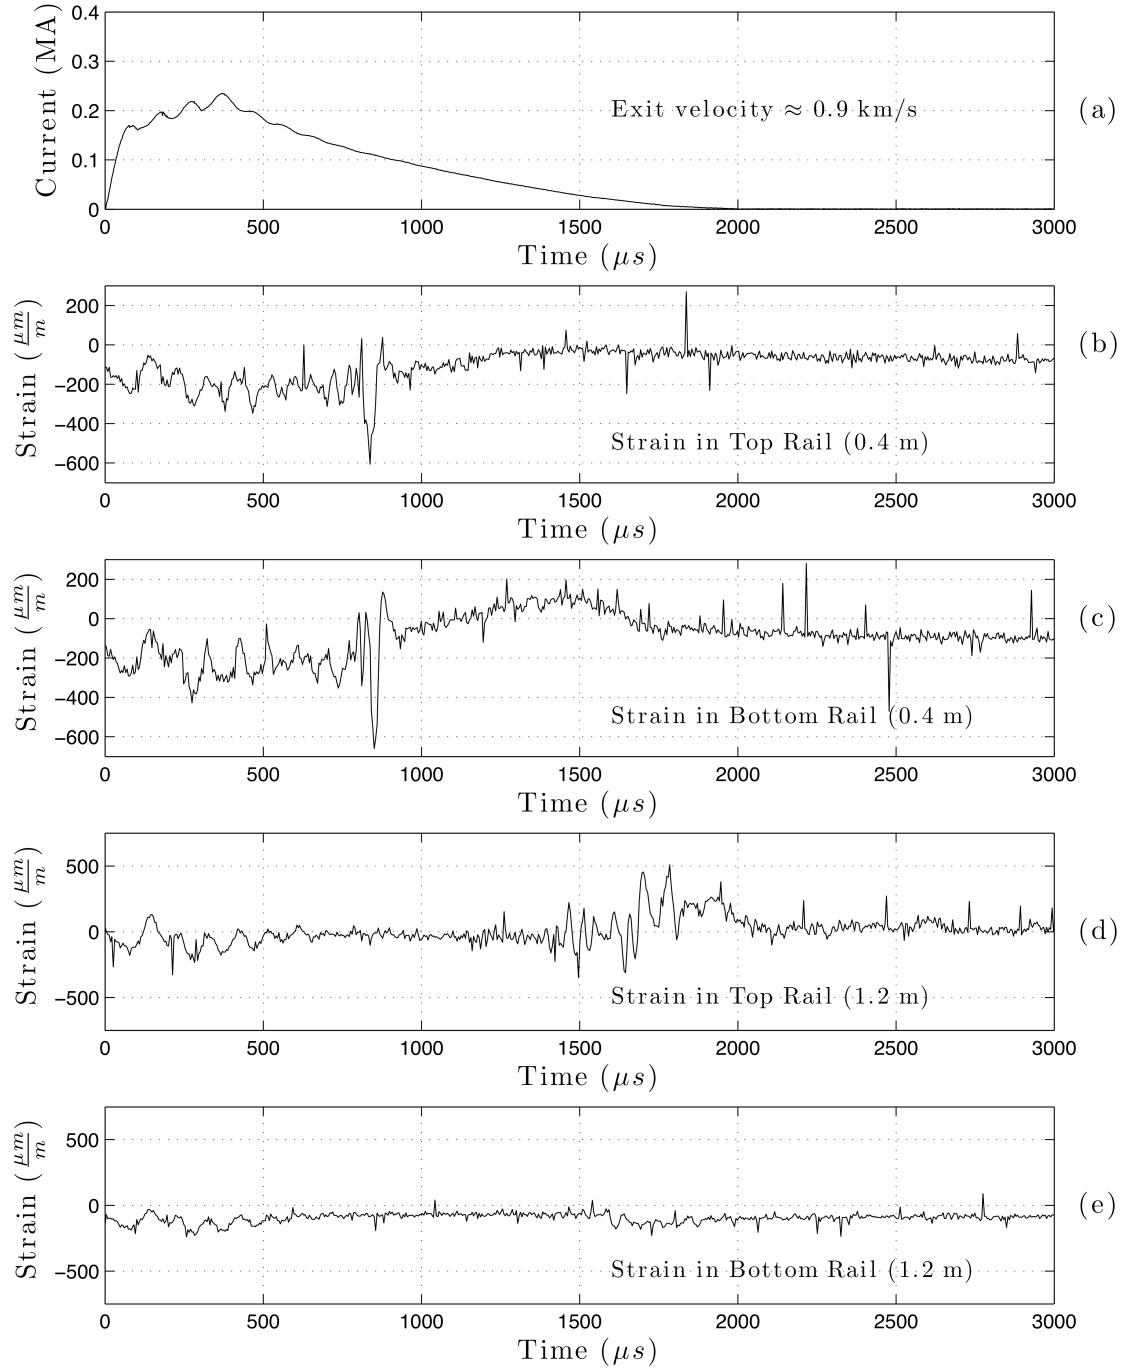 Current (MA)
0.4
0.3
0.2
0.1
0
Exit velocity ≈ 0.9 km/s
(a)
0 500 1000 1500 2000 2500 3000
Time (μs)
Strain (μm/m)
200
0
−200
−400
−600
Strain in Top Rail (0.4 m)
(b)
0 500 1000 1500 2000 2500 3000
Time (μs)
Strain (μm/m)
200
0
−200
−400
−600
Strain in Bottom Rail (0.4 m)
(c)
0 500 1000 1500 2000 2500 3000
Time (μs)
Strain (μm/m)
500
0
−500
Strain in Top Rail (1.2 m)
(d)
0 500 1000 1500 2000 2500 3000
Time (μs)
Strain (μm/m)
500
0
−500
Strain in Bottom Rail (1.2 m)
(e)
0 500 1000 1500 2000 2500 3000
Time (μs)